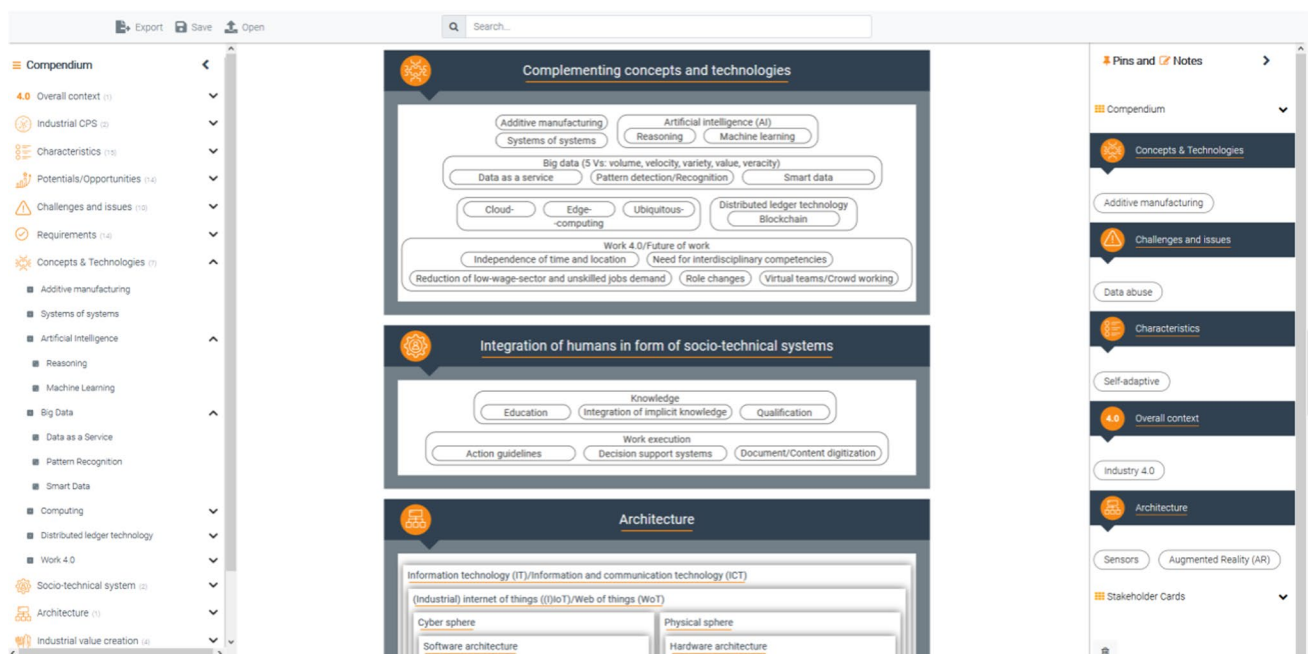 Export Save Open
Search...
Compendium
4.0 Overall context (1)
Industrial CPS (2)
Characteristics (15)
Potentials/Opportunities (14)
Challenges and issues (10)
Requirements (14)
Concepts & Technologies (7)
Additive manufacturing
Systems of systems
Artificial Intelligence
Reasoning
Machine Learning
Big Data
Data as a Service
Pattern Recognition
Smart Data
Computing
Distributed ledger technology
Work 4.0
Socio-technical system (2)
Architecture (1)
Industrial value creation (4)
Complementing concepts and technologies
Additive manufacturing
Systems of systems
Artificial intelligence (AI)
Reasoning Machine learning
Big data (5 Vs: volume, velocity, variety, value, veracity)
Data as a service Pattern detection/Recognition) Smart data
Cloud- Edge- Ubiquitous-
-computing
Distributed ledger technology
Blockchain
Work 4.0/Future of work
Independence of time and location Need for interdisciplinary competencies
Reduction of low-wage-sector and unskilled jobs demand Role changes Virtual teams/Crowd working
Integration of humans in form of socio-technical systems
Knowledge
Education Integration of implicit knowledge Qualification
Work execution
Action guidelines Decision support systems Document/Content digitization
Architecture
Information technology (IT)/Information and communication technology (ICT)
(Industrial) internet of things ((I)IoT)/Web of things (WoT)
Cyber sphere
Software architecture
Physical sphere
Hardware architecture
Pins and Notes
Compendium
Concepts & Technologies
Additive manufacturing
Challenges and issues
Data abuse
Characteristics
Self-adaptive
4.0 Overall context
Industry 4.0
Architecture
Sensors Augmented Reality (AR)
Stakeholder Cards